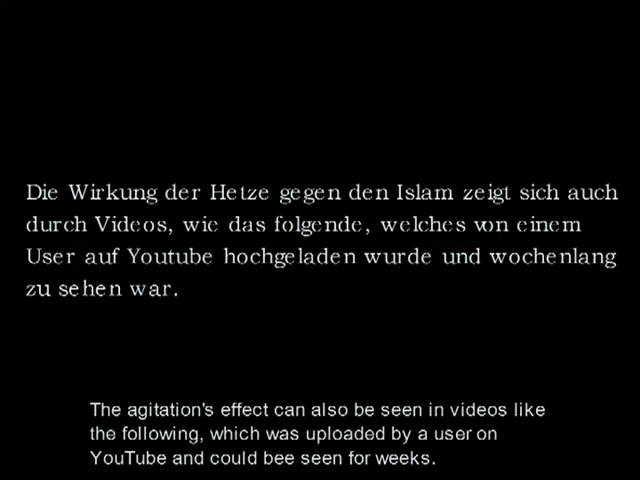 Die Wirkung der Hetze gegen den Islam zeigt sich auch
durch Videos, wie das folgende, welches von einem
User auf Youtube hochgeladen wurde und wochenlang
zu sehen war.
The agitation's effect can also be seen in videos like
the following, which was uploaded by a user on
YouTube and could bee seen for weeks.